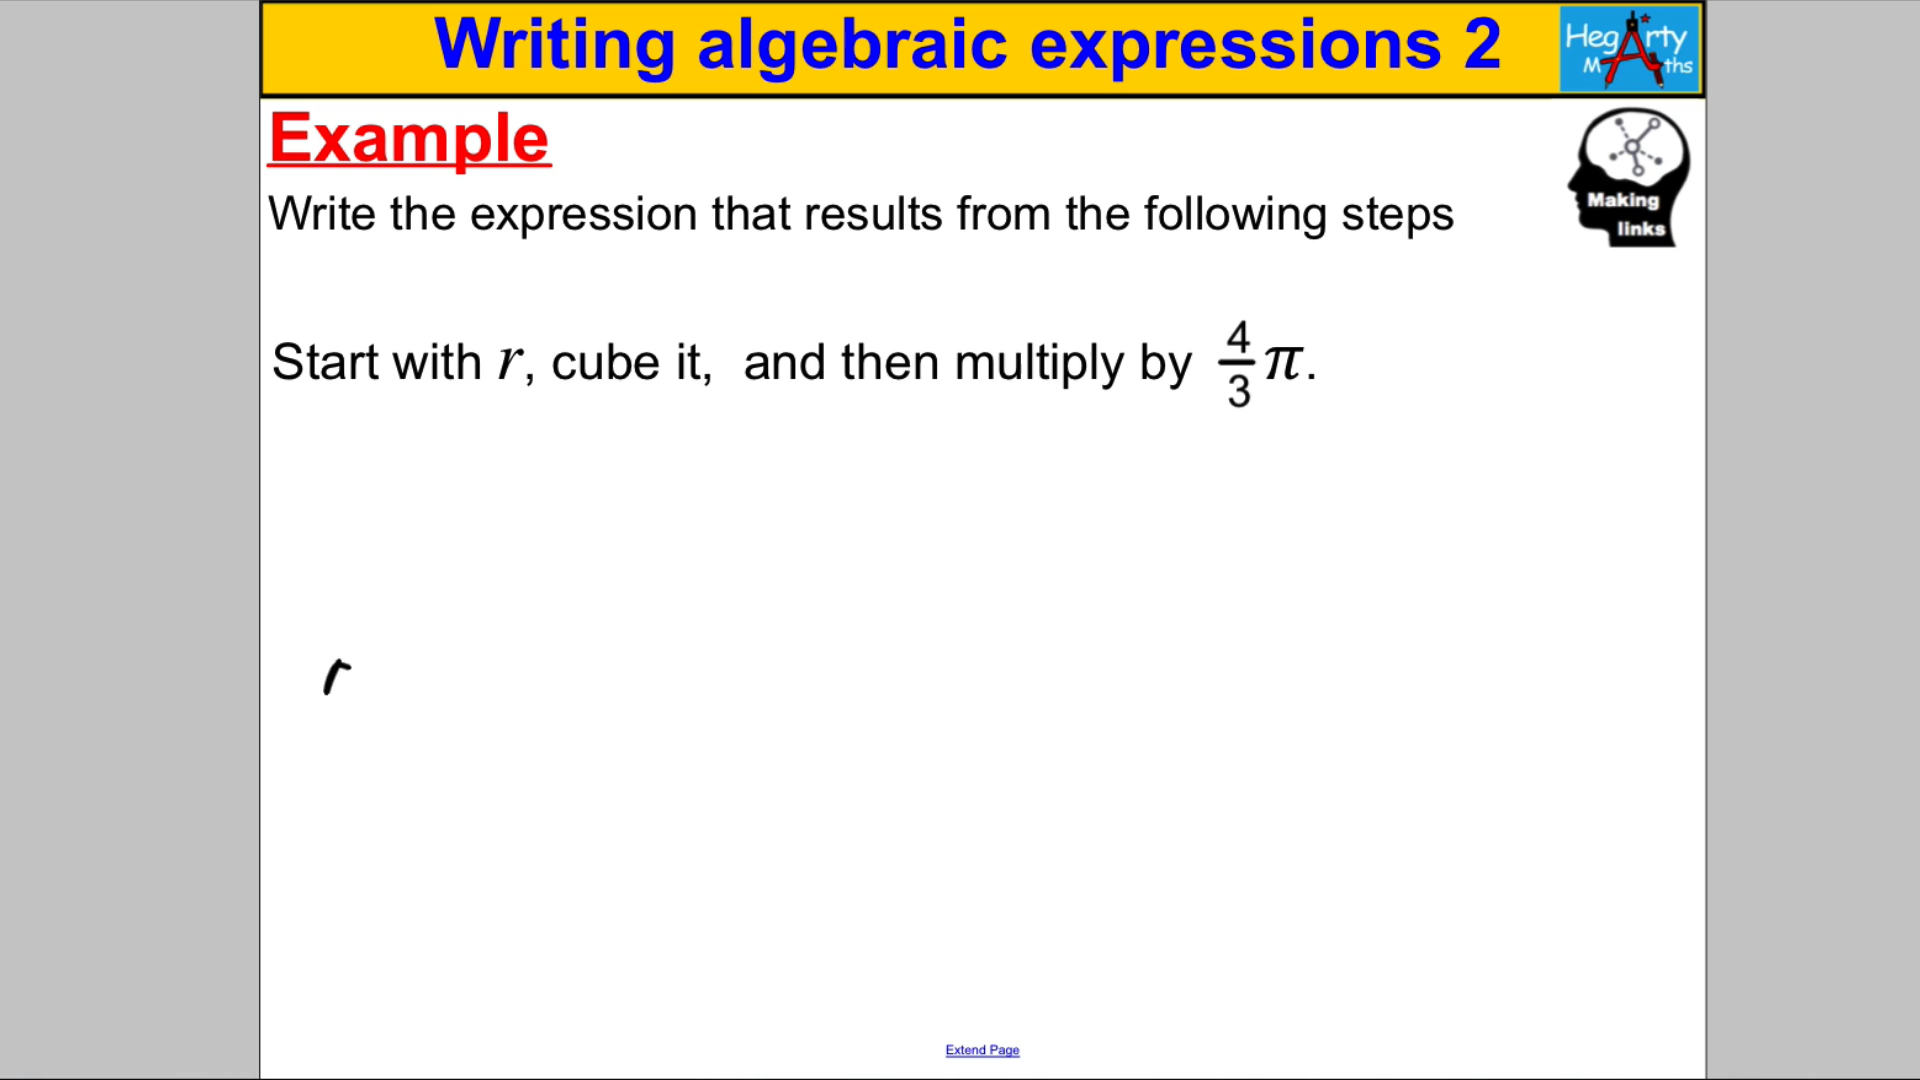 Writing algebraic expressions 2
HegArty
Maths
Example
Making
links
Write the expression that results from the following steps
Start with r, cube it, and then multiply by 4/3 π.
r
Extend Page